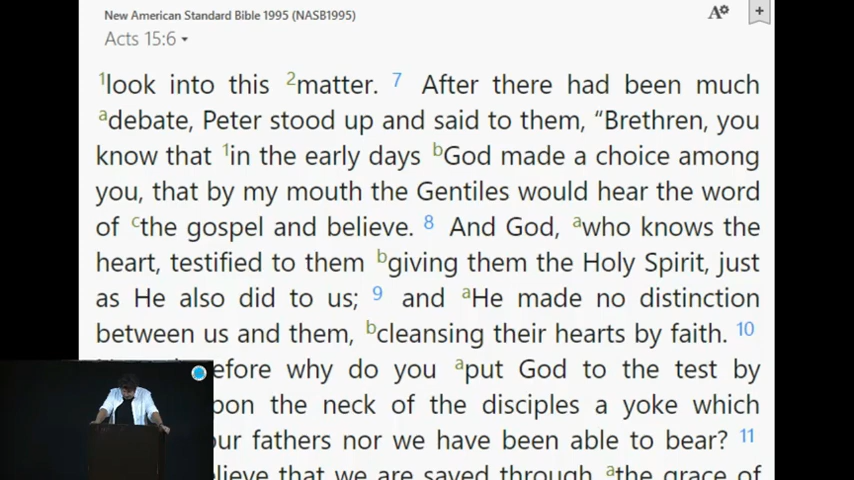 New American Standard Bible 1995 (NASB1995)
Acts 15:6
1look into this 2matter. 7 After there had been much
adebate, Peter stood up and said to them, “Brethren, you
know that 1in the early days bGod made a choice among
you, that by my mouth the Gentiles would hear the word
of cthe gospel and believe. 8 And God, awho knows the
heart, testified to them bgiving them the Holy Spirit, just
as He also did to us; 9 and aHe made no distinction
between us and them, bcleansing their hearts by faith. 10
efore why do you aput God to the test by
pon the neck of the disciples a yoke which
ur fathers nor we have been able to bear? 11
elieve that we are saved through athe grace of